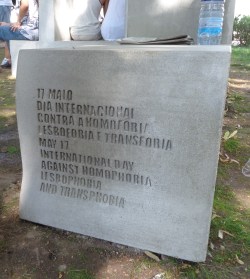 17 MAIO
DIA INTERNACIONAL
CONTRA A HOMOFOBIA
LESBOFOBIA E TRANSFOBIA
MAY 17
INTERNATIONAL DAY
AGAINST HOMOPHOBIA
LESBOPHOBIA
AND TRANSPHOBIA